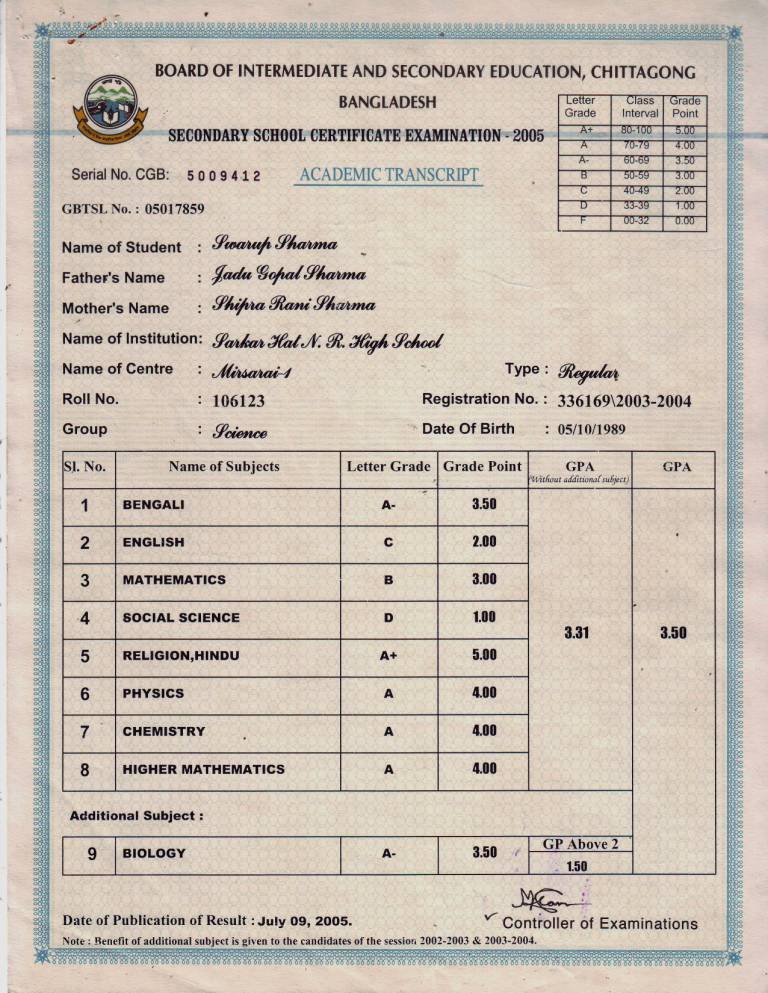 BOARD OF INTERMEDIATE AND SECONDARY EDUCATION, CHITTAGONG
BANGLADESH
SECONDARY SCHOOL CERTIFICATE EXAMINATION - 2005
Letter Grade Class Interval Grade Point
A+ 80-100 5.00
A 70-79 4.00
A- 60-69 3.50
B 50-59 3.00
C 40-49 2.00
D 33-39 1.00
F 00-32 0.00
Serial No. CGB: 5009412 ACADEMIC TRANSCRIPT
GBTSL No. : 05017859
Name of Student : Swarup Sharma
Father's Name : Jadu Gopal Sharma
Mother's Name : Shipra Rani Sharma
Name of Institution: Sarkar Hat N. R. High School
Name of Centre : Mirsarai-1 Type : Regular
Roll No. : 106123 Registration No. : 336169\2003-2004
Group : Science Date Of Birth : 05/10/1989
Sl. No. Name of Subjects Letter Grade Grade Point GPA (Without additional subject) GPA
1 BENGALI A- 3.50
2 ENGLISH C 2.00
3 MATHEMATICS B 3.00
4 SOCIAL SCIENCE D 1.00
3.31 3.50
5 RELIGION,HINDU A+ 5.00
6 PHYSICS A 4.00
7 CHEMISTRY A 4.00
8 HIGHER MATHEMATICS A 4.00
Additional Subject :
9 BIOLOGY A- 3.50 GP Above 2
1.50
Date of Publication of Result : July 09, 2005.
Controller of Examinations
Note : Benefit of additional subject is given to the candidates of the session 2002-2003 & 2003-2004.